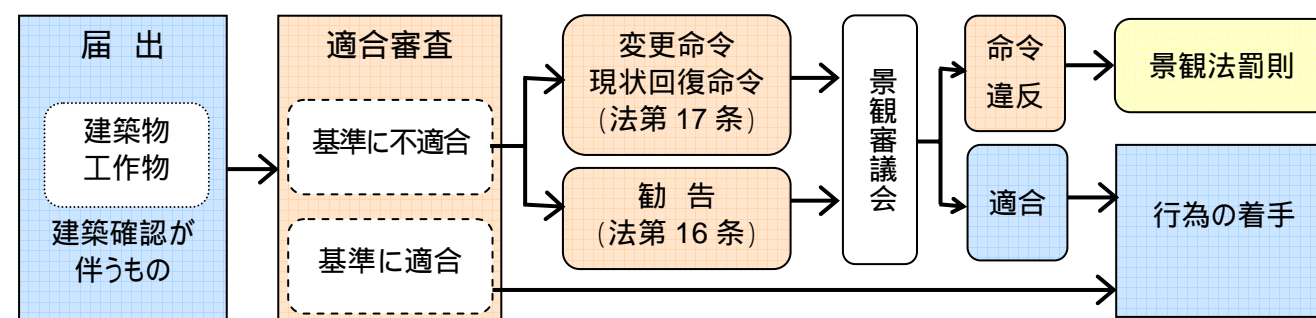 届 出
建築物
工作物
建築確認が
伴うもの
適合審査
基準に不適合
基準に適合
変更命令
現状回復命令
(法第 17 条)
勧 告
(法第 16 条)
景観審議会
命令
違反
適合
景観法罰則
行為の着手